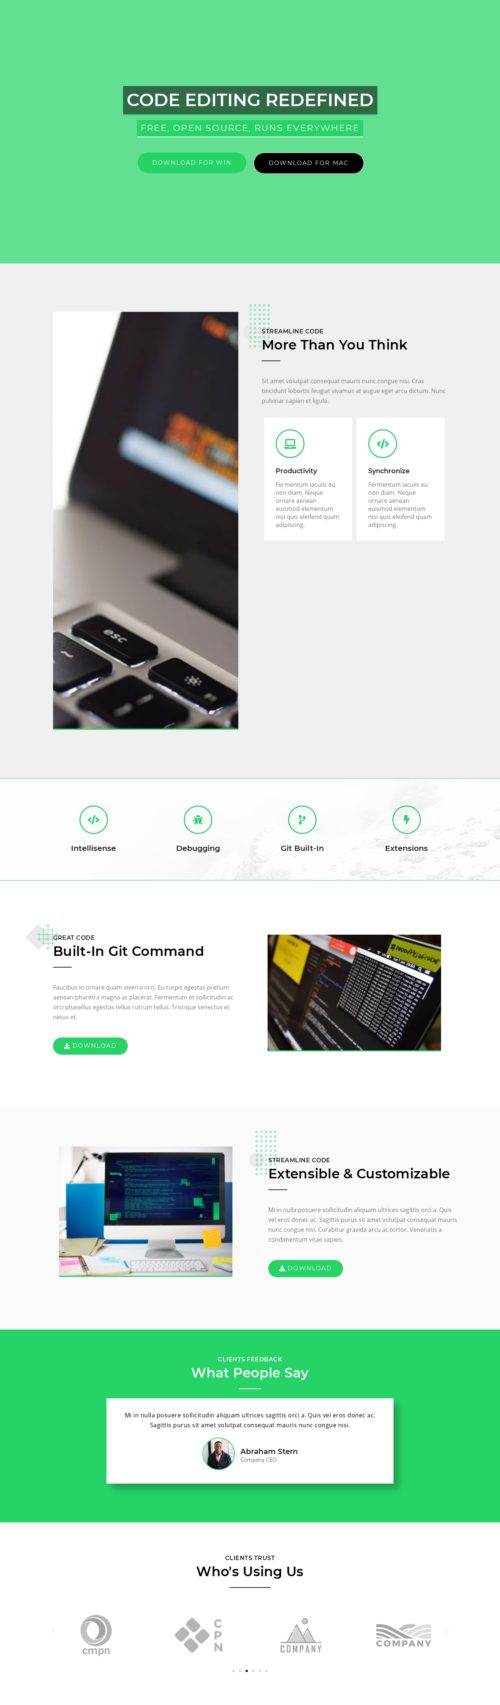 CODE EDITING REDEFINED
FREE, OPEN SOURCE, RUNS EVERYWHERE
DOWNLOAD FOR WIN
DOWNLOAD FOR MAC
STREAMLINE CODE
More Than You Think
Sit amet volutpat consequat mauris nunc congue nisi. Cras
tincidunt lobortis feugiat vivamus at augue eget arcu dictum. Nunc
pulvinar sapien et ligula.
Productivity
Fermentum iaculis eu
non diam. Neque
ornare aenean
euismod elementum
nisi quis eleifend quam
adipiscing.
Synchronize
Fermentum iaculis eu
non diam. Neque
ornare aenean
euismod elementum
nisi quis eleifend quam
adipiscing.
esc
Intellisense
Debugging
Git Built-In
Extensions
GREAT CODE
Built-In Git Command
Faucibus in ornare quam viverra orci. Eu turpis egestas pretium
aenean pharetra magna ac placerat. Fermentum et sollicitudin ac
orci phasellus egestas tellus rutrum tellus. Tristique senectus et
netus et.
DOWNLOAD
STREAMLINE CODE
Extensible & Customizable
Mi in nulla posuere sollicitudin aliquam ultrices sagittis orci a. Quis
vel eros donec ac. Sagittis purus sit amet volutpat consequat mauris
nunc congue nisi. Curabitur gravida arcu ac tortor. Venenatis a
condimentum vitae sapien.
DOWNLOAD
CLIENTS FEEDBACK
What People Say
Mi in nulla posuere sollicitudin aliquam ultrices sagittis orci a. Quis vel eros donec ac.
Sagittis purus sit amet volutpat consequat mauris nunc congue nisi.
Abraham Stern
Company CEO
CLIENTS TRUST
Who's Using Us
cmpn
CPN
COMPANY
COMPANY